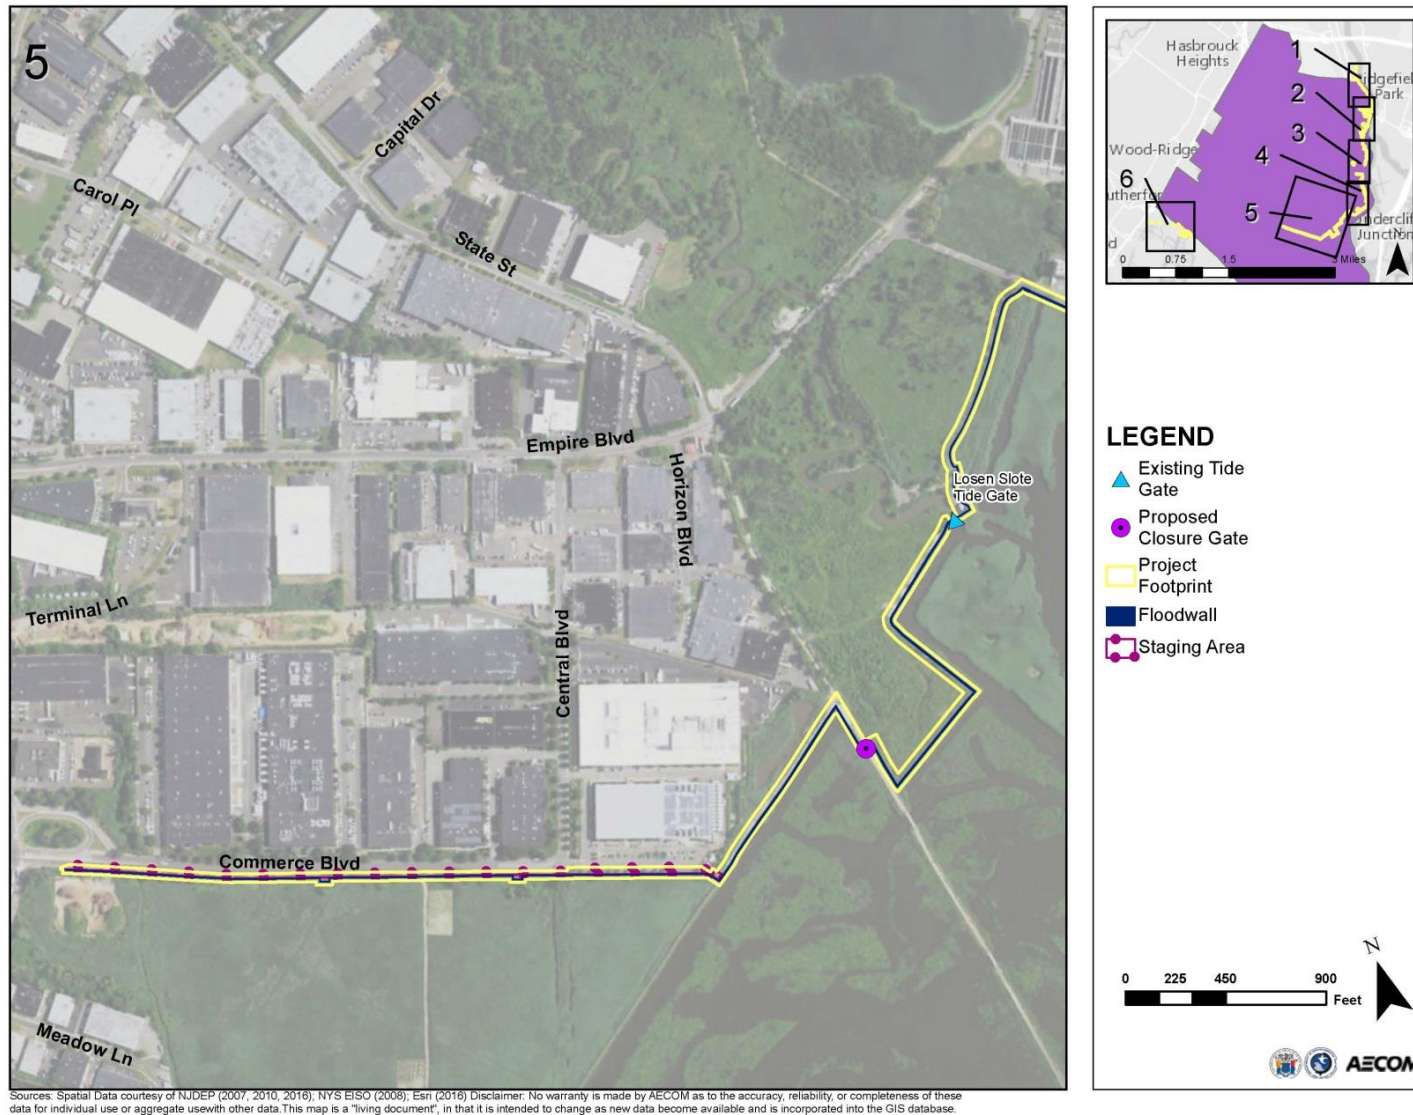 5
Capital Dr
Carol Pl
State St
Empire Blvd
Horizon Blvd
Losen Slote
Tide Gate
Terminal Ln
Central Blvd
Commerce Blvd
Meadow Ln
Hasbrouck
Heights
1
idgefiel
Park
2
3
Wood-Ridge
4
6
utherfor
5
ndercliff
Junction
d
N
0 0.75 1.5 3 Miles
LEGEND
Existing Tide
Gate
Proposed
Closure Gate
Project
Footprint
Floodwall
Staging Area
N
0 225 450 900
Feet
AECOM
Sources: Spatial Data courtesy of NJDEP (2007, 2010, 2016); NYS EISO (2008); Esri (2016) Disclaimer: No warranty is made by AECOM as to the accuracy, reliability, or completeness of these
data for individual use or aggregate usewith other data.This map is a "living document", in that it is intended to change as new data become available and is incorporated into the GIS database.